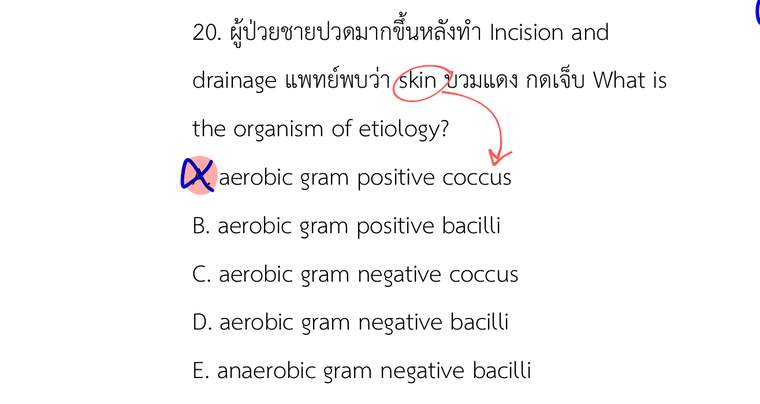 20. ผู้ป่วยชายปวดมากขึ้นหลังทำ Incision and
drainage แพทย์พบว่า skin บวมแดง กดเจ็บ What is
the organism of etiology?
aerobic gram positive coccus
B. aerobic gram positive bacilli
C. aerobic gram negative coccus
D. aerobic gram negative bacilli
E. anaerobic gram negative bacilli